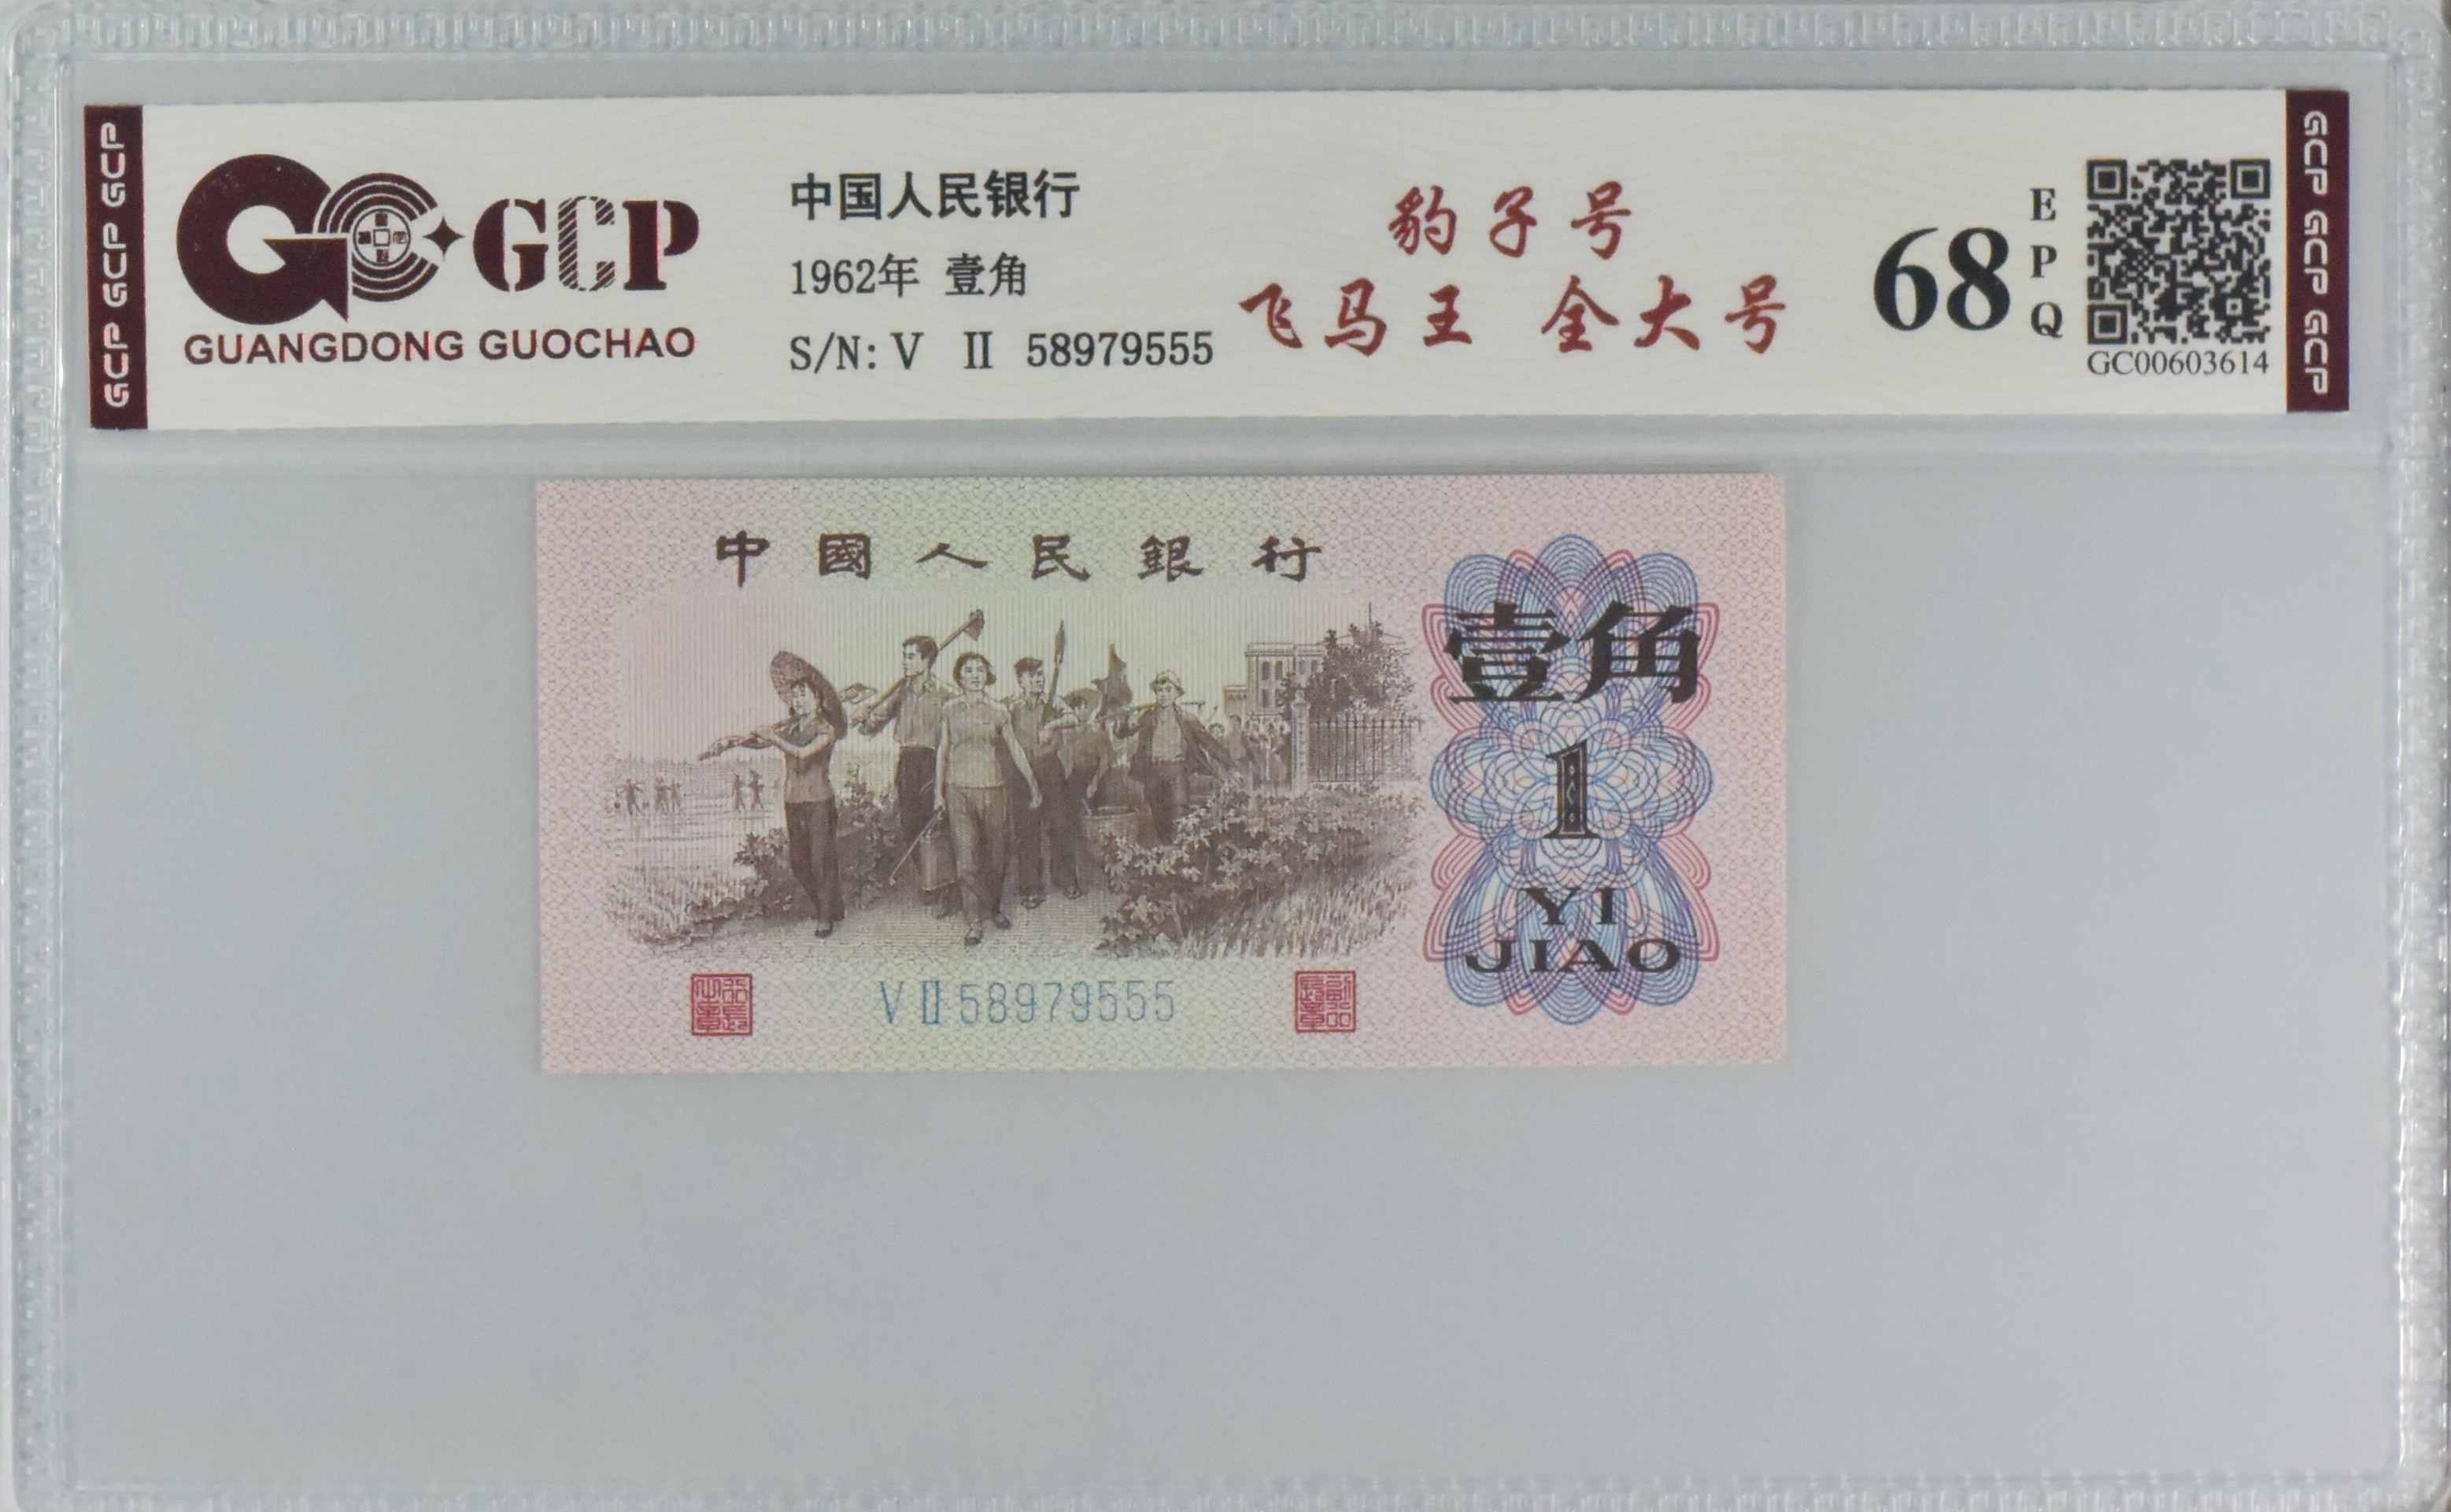 GCP GCP GCP
GCP
GUANGDONG GUOCHAO
中国人民银行
1962年 壹角
S/N: V Ⅱ 58979555
豹子号
飞马王 全大号
68
EPQ
GC00603614
GCP GCP GCP
中國人民銀行
壹角
1
YI
JIAO
VⅡ58979555